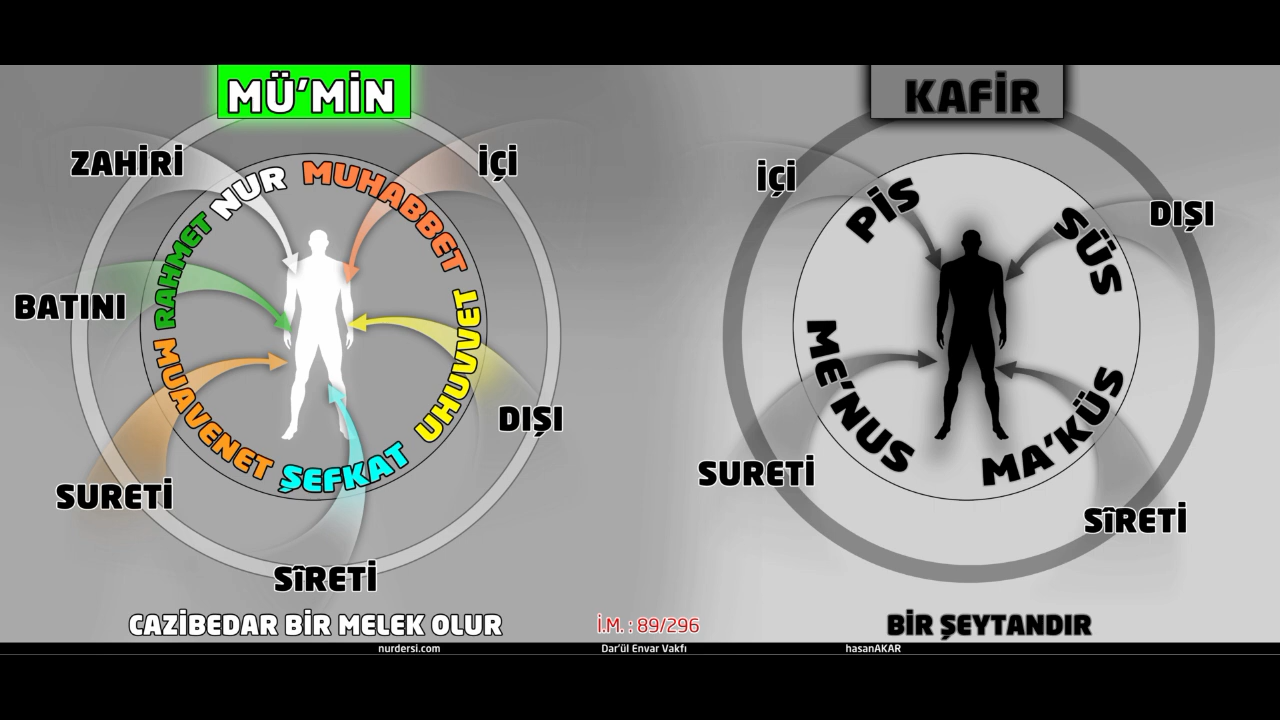 MÜ'MİN
ZAHİRİ
İÇİ
NUR
MUHABBET
RAHMET
BATINI
UHUVVET
MUAVENET
DIŞI
ŞEFKAT
SURETİ
SÎRETİ
CAZİBEDAR BİR MELEK OLUR
KAFİR
İÇİ
PİS
SÜS
DIŞI
ME'NUS
MA'KÜS
SURETİ
SÎRETİ
BİR ŞEYTANDIR
İ.M. : 89/296
nurdersi.com
Dar'ül Envar Vakfı
hasanAKAR